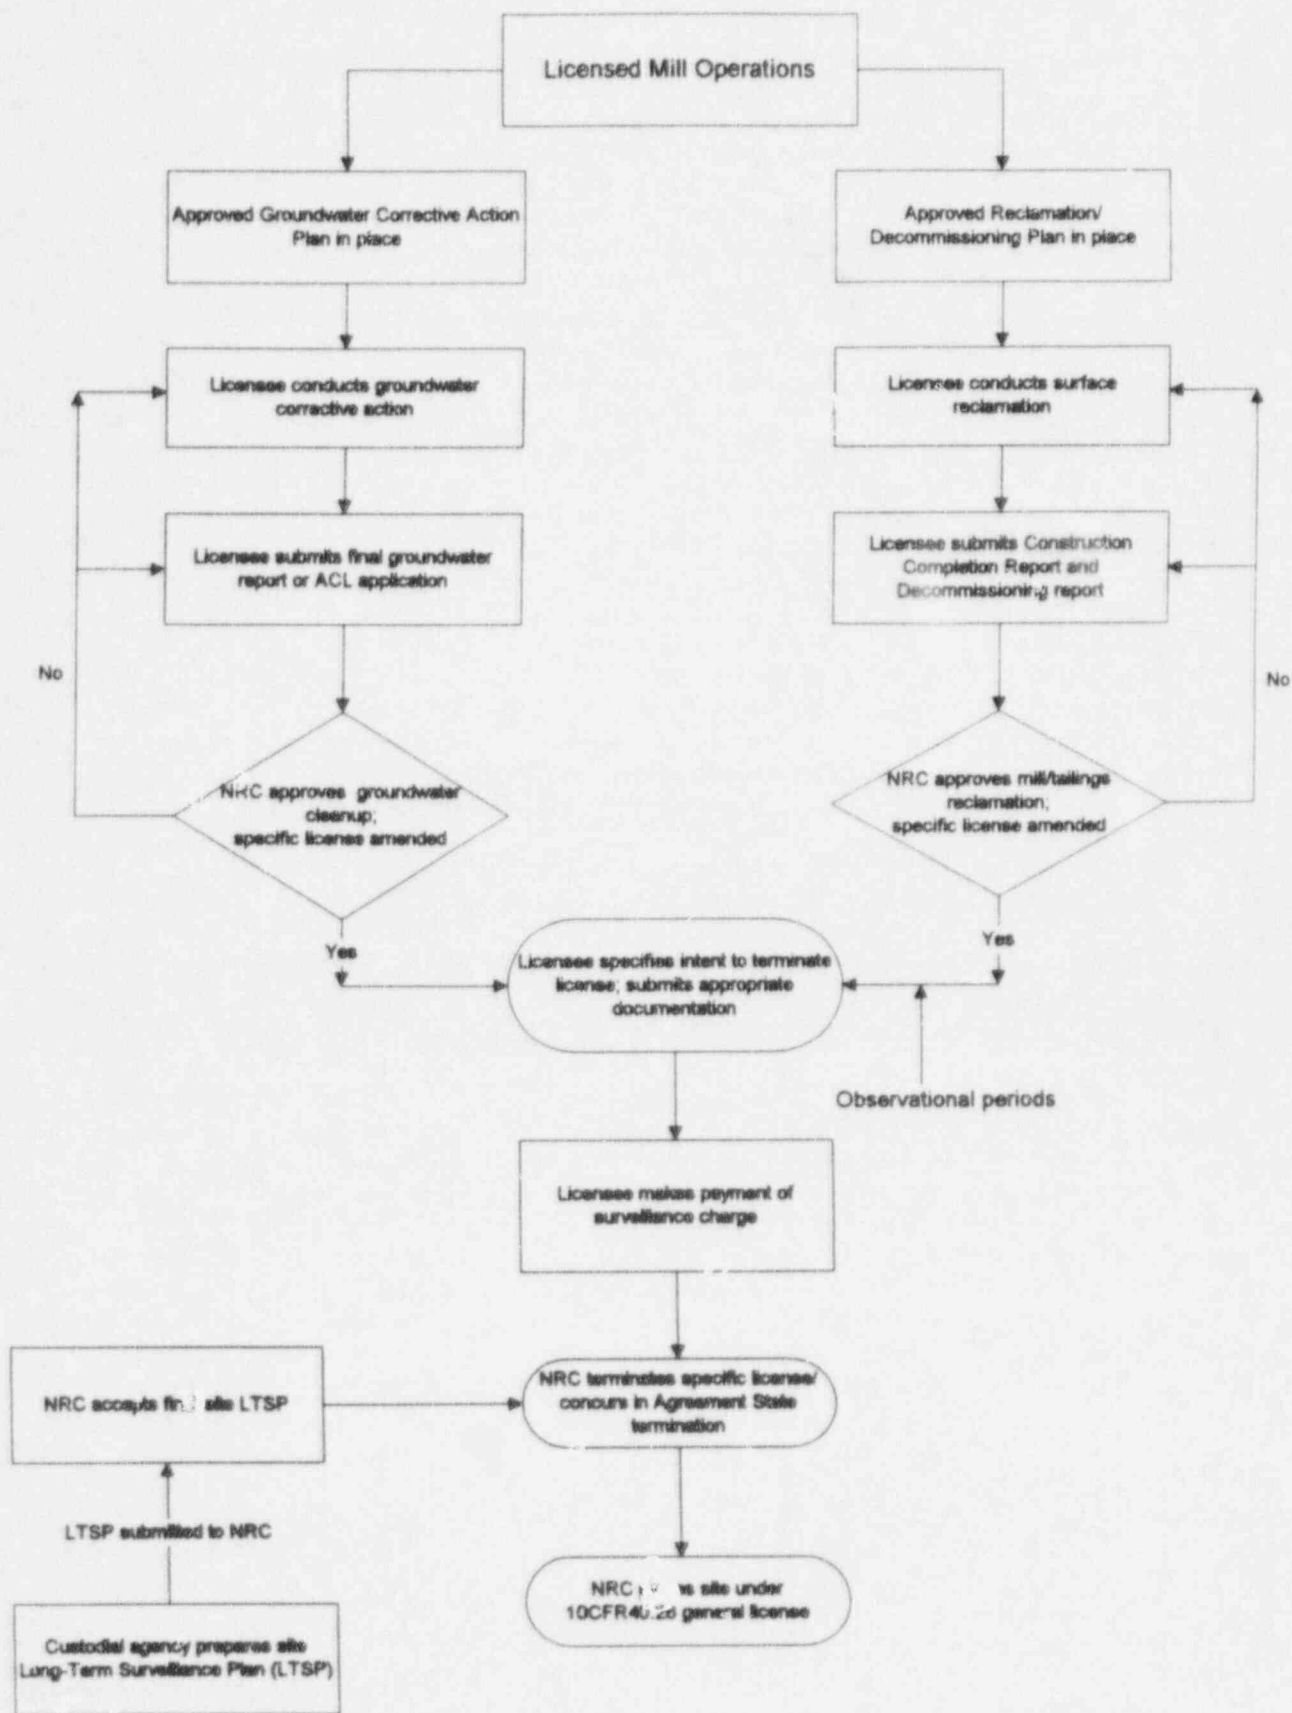 Licensed Mill Operations
Approved Groundwater Corrective Action
Plan in place
Approved Reclamation/
Decommissioning Plan in place
Licensee conducts groundwater
corrective action
Licensee conducts surface
reclamation
Licensee submits final groundwater
report or ACL application
Licensee submits Construction
Completion Report and
Decommissioning report
No
No
NRC approves groundwater
cleanup;
specific license amended
NRC approves mill/tailings
reclamation;
specific license amended
Yes
Yes
Licensee specifies intent to terminate
license; submits appropriate
documentation
Observational periods
Licensee makes payment of
surveillance charge
NRC accepts site LTSP
NRC terminates specific license/
concurs in Agreement State
termination
LTSP submitted to NRC
NRC site under
general license
Custodial agency prepares site
Long-Term Surveillance Plan (LTSP)